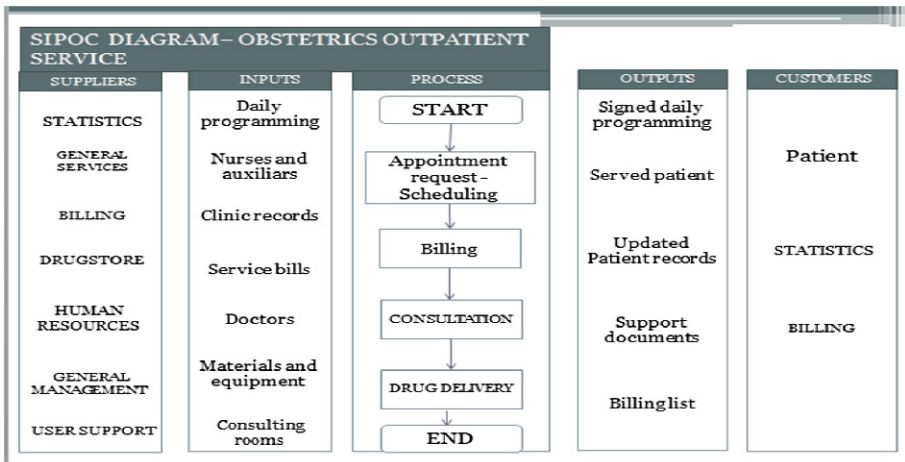 SIPOC DIAGRAM– OBSTETRICS OUTPATIENT
SERVICE
SUPPLIERS
STATISTICS
GENERAL
SERVICES
BILLING
DRUGSTORE
HUMAN
RESOURCES
GENERAL
MANAGEMENT
USER SUPPORT
INPUTS
Daily
programming
Nurses and
auxiliars
Clinic records
Service bills
Doctors
Materials and
equipment
Consulting
rooms
PROCESS
START
Appointment
request –
Scheduling
Billing
CONSULTATION
DRUG DELIVERY
END
OUTPUTS
Signed daily
programming
Served patient
Updated
Patient records
Support
documents
Billing list
CUSTOMERS
Patient
STATISTICS
BILLING